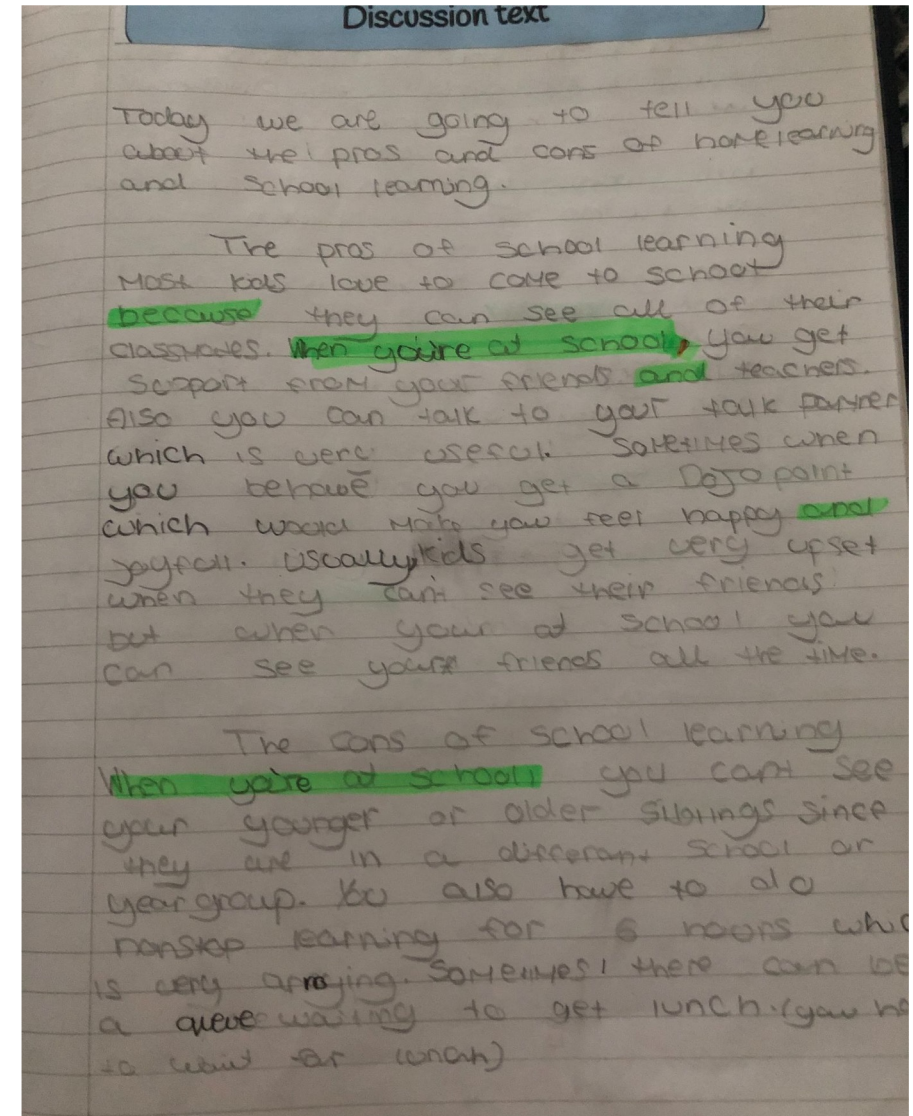 Discussion text
Today we are going to tell you
about the pros and cons of homelearning
and school learning.
The pros of school learning
Most kids love to come to school
because they can see all of their
classmates. When you're at school, you get
support from your friends and teachers.
Also you can talk to your talk partner
which is very useful. Sometimes when
you behave you get a Dojo point
which would make you feel happy and
joyfull. usually, kids get very upset
when they can't see their friends
but when your at school you
can see your friends all the time.
The cons of school learning
When you're at school, you can't see
your younger or older siblings since
they are in a differant school or
year group. You also have to do
nonstop learning for 6 hours whic
is very annoying. Sometimes, there can be
a queue waiting to get lunch. (you ha
to wait for lunch)